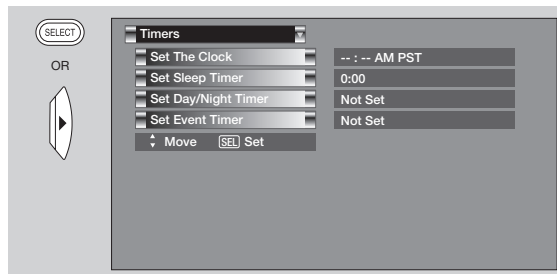 SELECT
OR
Timers
Set The Clock -- : -- AM PST
Set Sleep Timer 0:00
Set Day/Night Timer Not Set
Set Event Timer Not Set
Move SEL Set